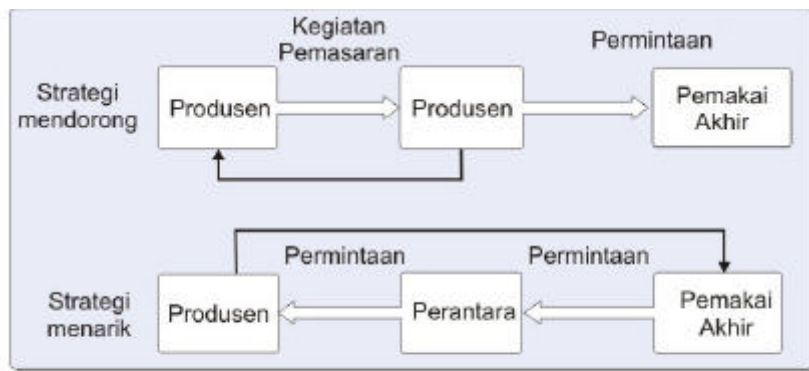 Kegiatan
Pemasaran
Permintaan
Strategi
mendorong
Produsen
Produsen
Pemakai
Akhir
Permintaan
Permintaan
Strategi
menarik
Produsen
Perantara
Pemakai
Akhir